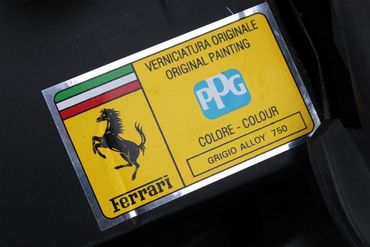 VERNICIATURA ORIGINALE
ORIGINAL PAINTING
PPG
COLORE - COLOUR
GRIGIO ALLOY 750
Ferrari